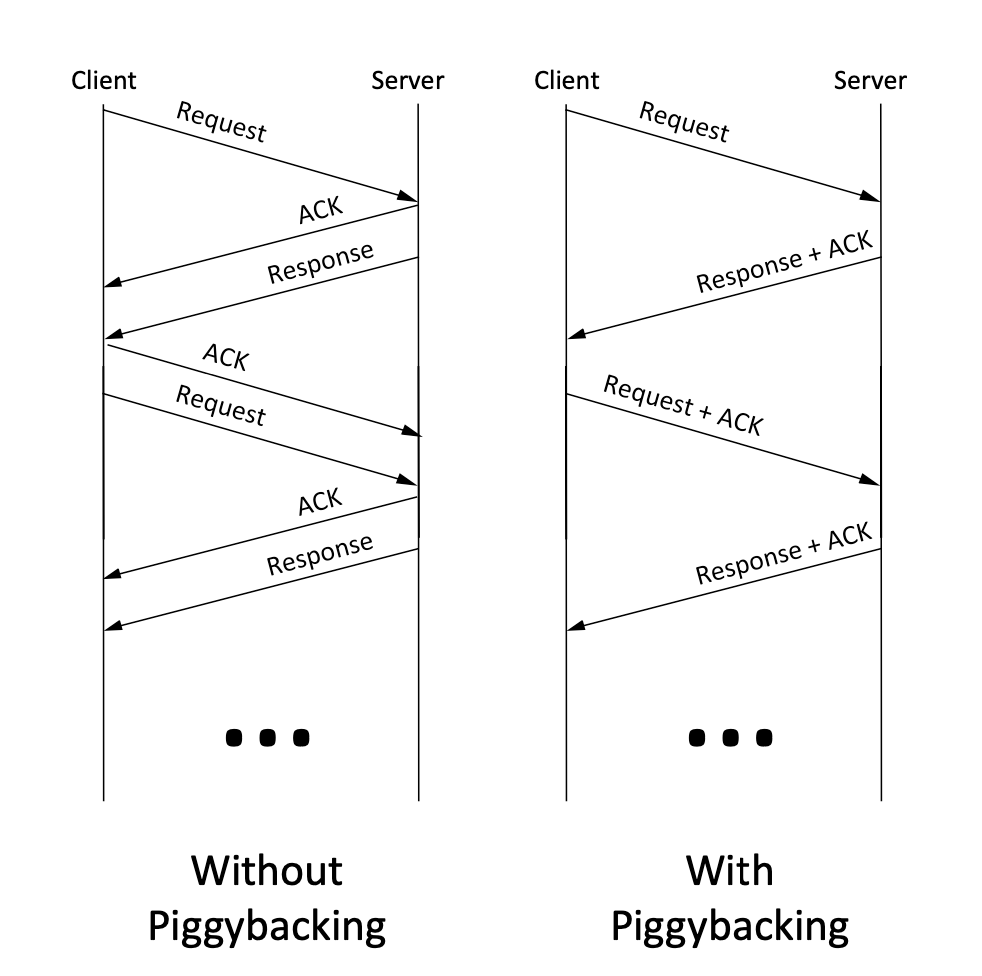 Client
Server
Request
ACK
Response
ACK
Request
ACK
Response
Without
Piggybacking
Client
Server
Request
Response + ACK
Request + ACK
Response + ACK
With
Piggybacking